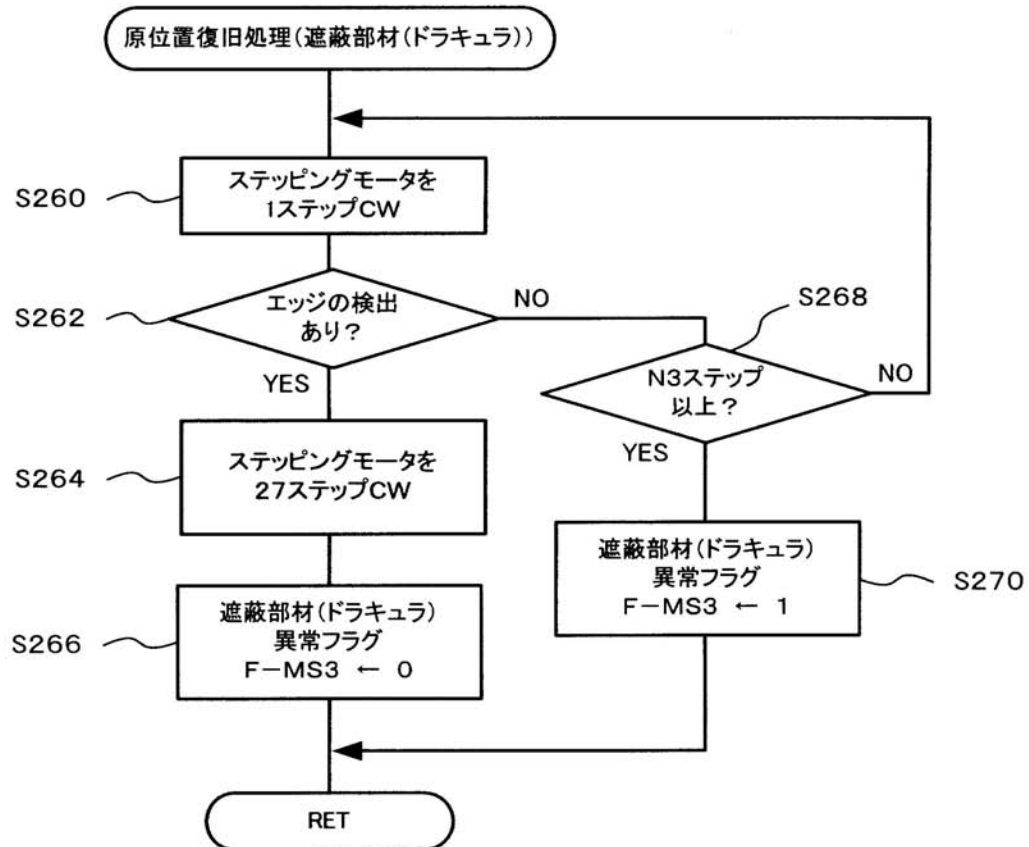 原位置復旧処理(遮蔽部材(ドラキュラ))
S260
ステッピングモータを
1ステップCW
S262
エッジの検出
あり?
NO
YES
S268
N3ステップ
以上?
NO
YES
S264
ステッピングモータを
27ステップCW
S266
遮蔽部材(ドラキュラ)
異常フラグ
F-MS3 ← 0
遮蔽部材(ドラキュラ)
異常フラグ
F-MS3 ← 1
S270
RET